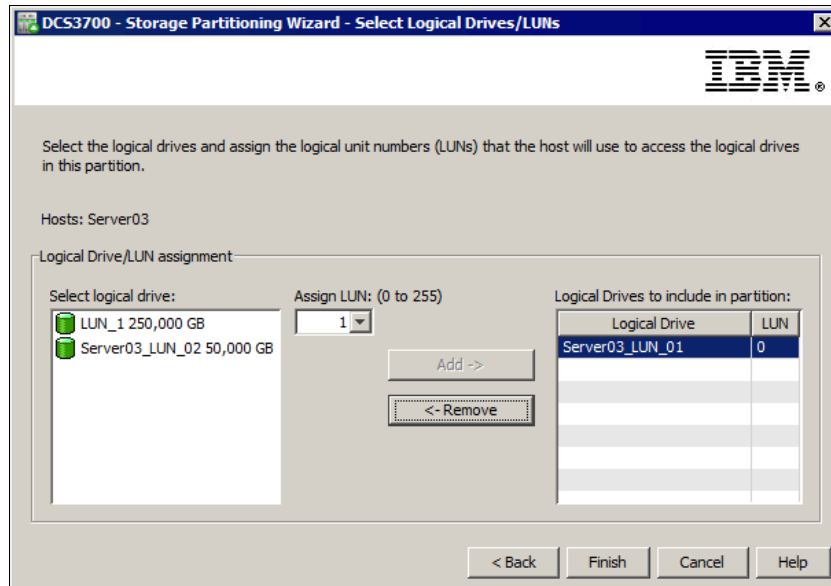 DCS3700 - Storage Partitioning Wizard - Select Logical Drives/LUNs
IBM®
Select the logical drives and assign the logical unit numbers (LUNs) that the host will use to access the logical drives
in this partition.
Hosts: Server03
Logical Drive/LUN assignment
Select logical drive:
LUN_1 250,000 GB
Server03_LUN_02 50,000 GB
Assign LUN: (0 to 255)
1
Add ->
<- Remove
Logical Drives to include in partition:
Logical Drive LUN
Server03_LUN_01 0
< Back Finish Cancel Help